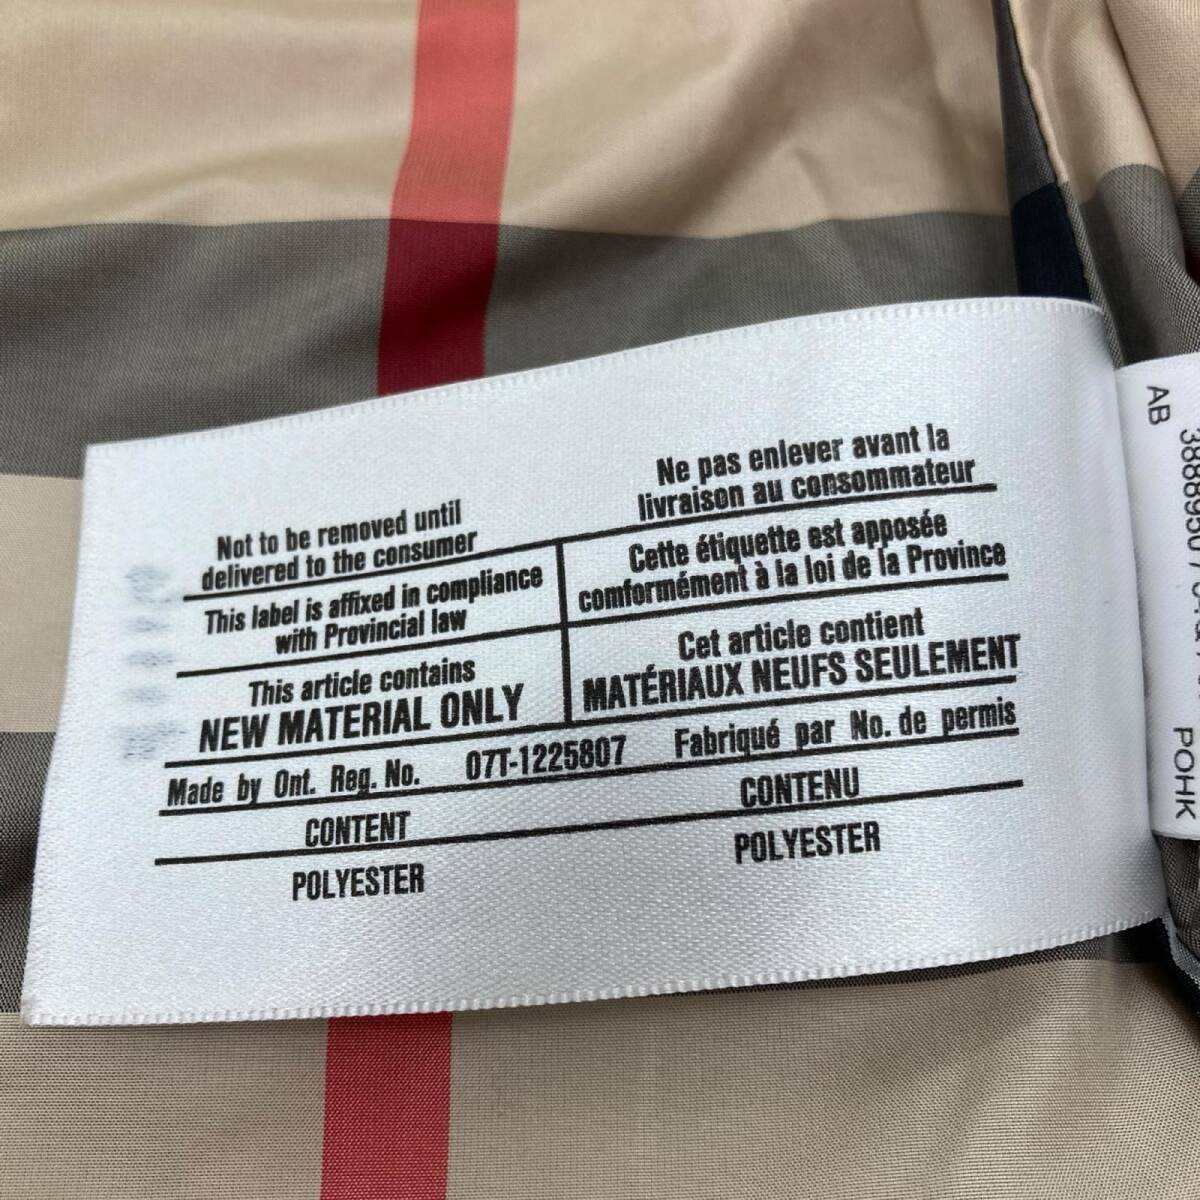 Not to be removed until
delivered to the consumer
This label is affixed in compliance
with Provincial law
This article contains
NEW MATERIAL ONLY
Ne pas enlever avant la
livraison au consommateur
Cette étiquette est apposée
comformément à la loi de la Province
Cet article contient
MATÉRIAUX NEUFS SEULEMENT
Made by Ont. Reg. No. 07T-1225807 Fabriqué par No. de permis
CONTENT
POLYESTER
CONTENU
POLYESTER
AB
POHK